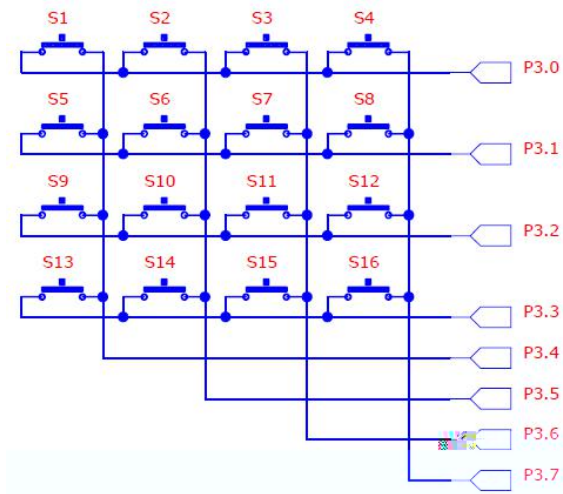 S1 S2 S3 S4
P3.0
S5 S6 S7 S8
P3.1
S9 S10 S11 S12
P3.2
S13 S14 S15 S16
P3.3
P3.4
P3.5
P3.6
P3.7